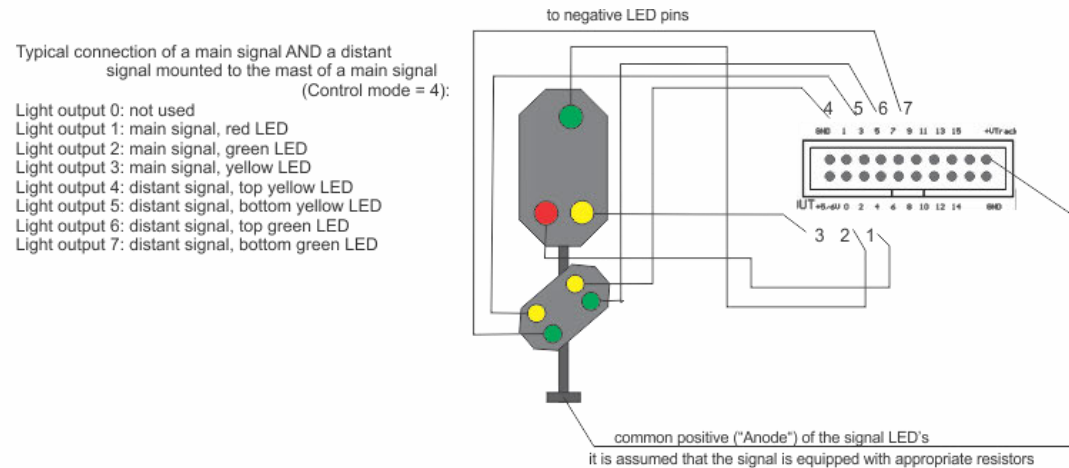 to negative LED pins
Typical connection of a main signal AND a distant
signal mounted to the mast of a main signal
(Control mode = 4):
Light output 0: not used
Light output 1: main signal, red LED
Light output 2: main signal, green LED
Light output 3: main signal, yellow LED
Light output 4: distant signal, top yellow LED
Light output 5: distant signal, bottom yellow LED
Light output 6: distant signal, top green LED
Light output 7: distant signal, bottom green LED
4 5 6 7
GND 1 3 5 7 9 11 13 15 +VTrack
IUT +5.-6V 0 2 4 6 8 10 12 14 GND
3 2 1
common positive ("Anode") of the signal LED's
it is assumed that the signal is equipped with appropriate resistors